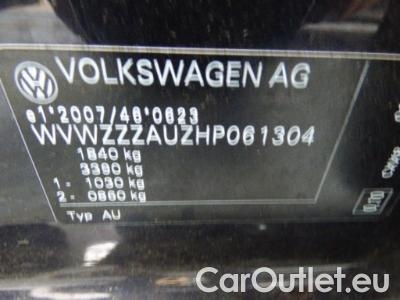 VOLKSWAGEN AG
e1*2007/46*0623
WVWZZZAUZHP061304
1840 kg
3390 kg
1 - 1030 kg
2 - 0860 kg
Typ AU
CarOutlet.eu